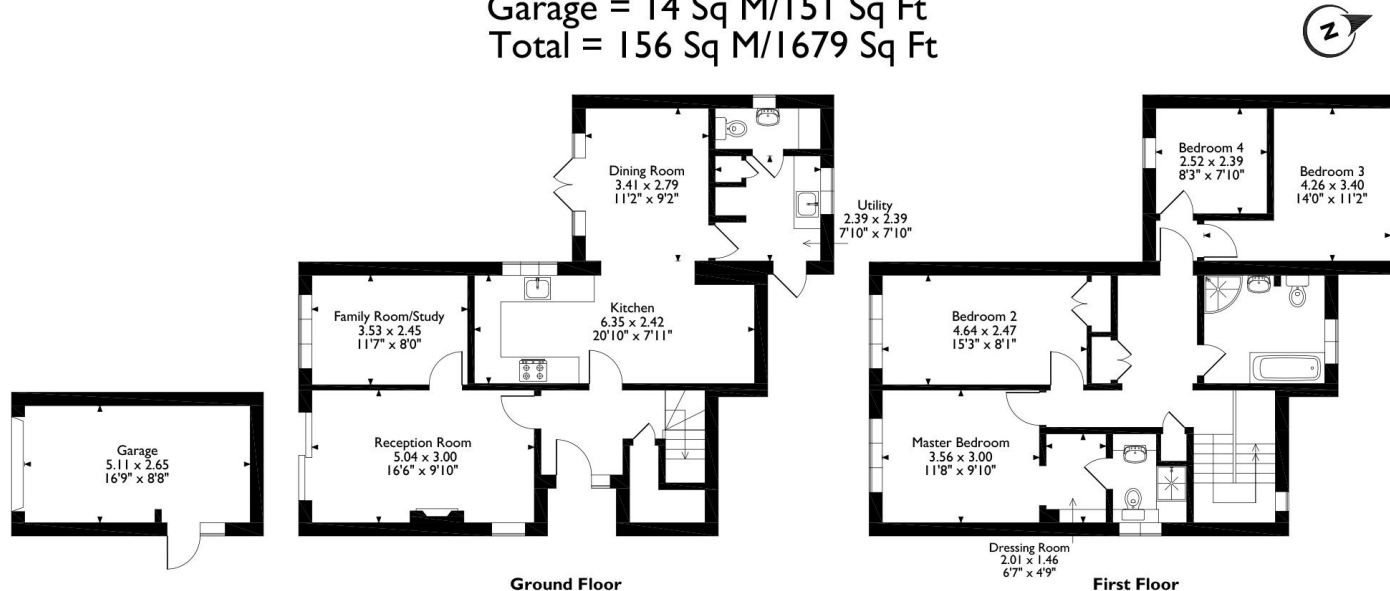 Garage = 14 Sq M/151 Sq Ft
Total = 156 Sq M/1679 Sq Ft
Z
Dining Room
3.41 x 2.79
11'2" x 9'2"
Utility
2.39 x 2.39
7'10" x 7'10"
Family Room/Study
3.53 x 2.45
11'7" x 8'0"
Kitchen
6.35 x 2.42
20'10" x 7'11"
Garage
5.11 x 2.65
16'9" x 8'8"
Reception Room
5.04 x 3.00
16'6" x 9'10"
Ground Floor
Bedroom 4
2.52 x 2.39
8'3" x 7'10"
Bedroom 3
4.26 x 3.40
14'0" x 11'2"
Bedroom 2
4.64 x 2.47
15'3" x 8'1"
Master Bedroom
3.56 x 3.00
11'8" x 9'10"
Dressing Room
2.01 x 1.46
6'7" x 4'9"
First Floor